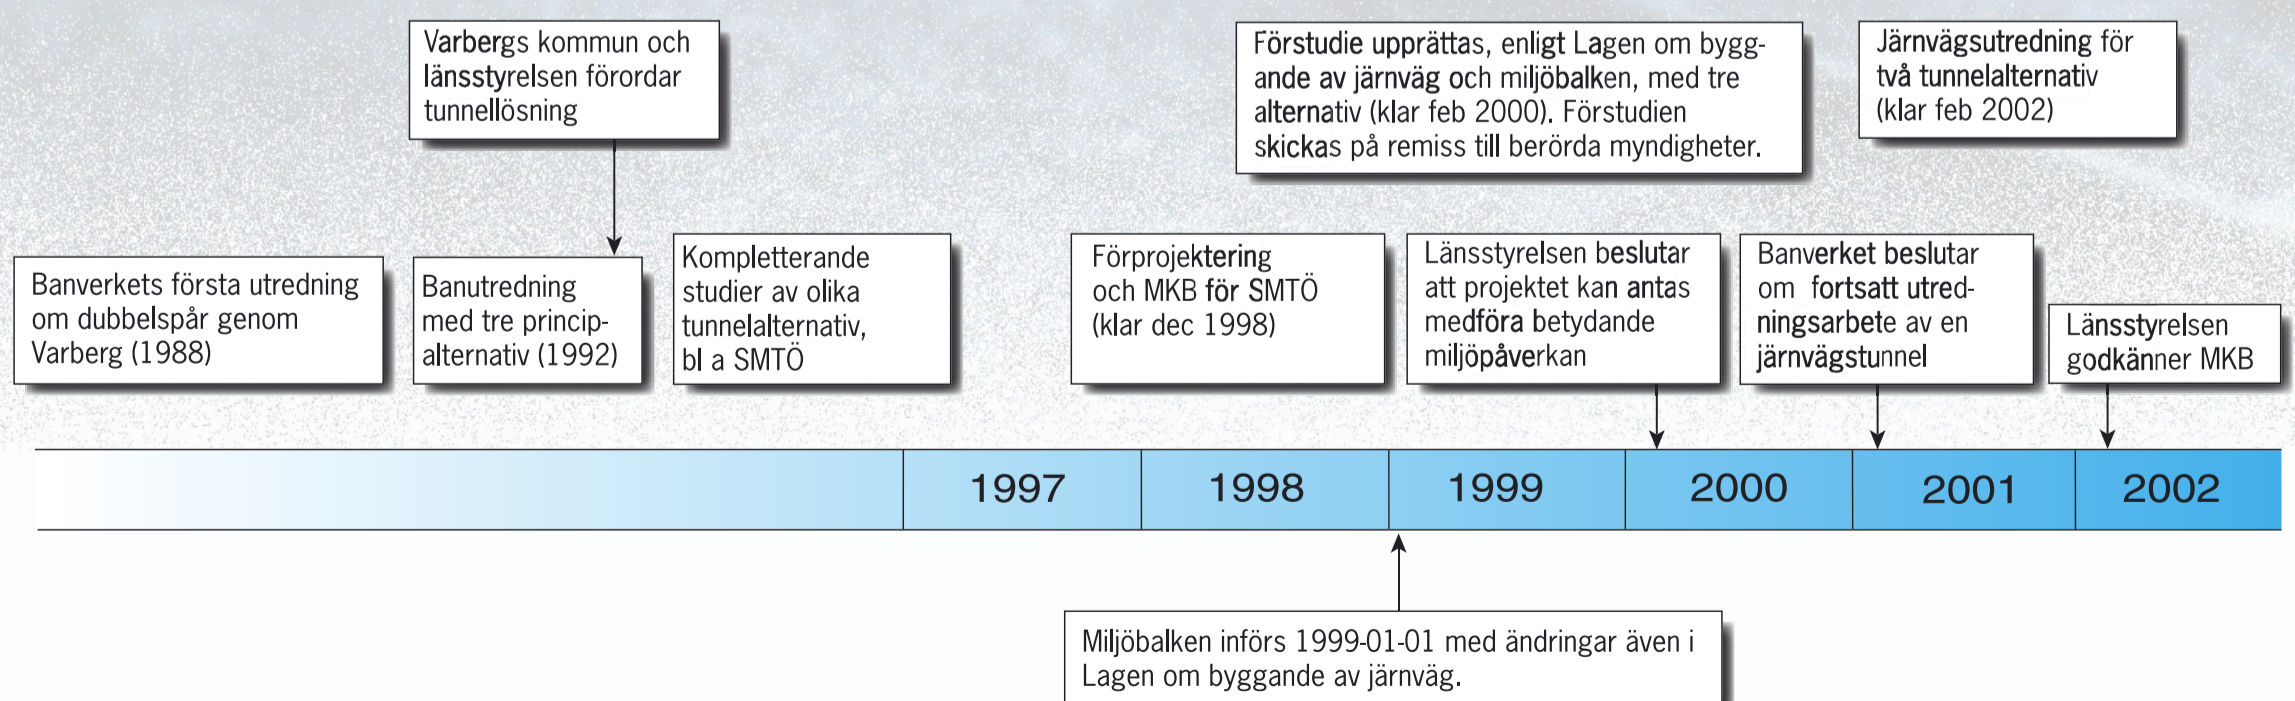 Varbergs kommun och
länsstyrelsen förordar
tunnellösning
Förstudie upprättas, enligt Lagen om bygg-
ande av järnväg och miljöbalken, med tre
alternativ (klar feb 2000). Förstudien
skickas på remiss till berörda myndigheter.
Järnvägsutredning för
två tunnelalternativ
(klar feb 2002)
Banverkets första utredning
om dubbelspår genom
Varberg (1988)
Banutredning
med tre princip-
alternativ (1992)
Kompletterande
studier av olika
tunnelalternativ,
bl a SMTÖ
Förprojektering
och MKB för SMTÖ
(klar dec 1998)
Länsstyrelsen beslutar
att projektet kan antas
medföra betydande
miljöpåverkan
Banverket beslutar
om fortsatt utred-
ningsarbete av en
järnvägstunnel
Länsstyrelsen
godkänner MKB
1997
1998
1999
2000
2001
2002
Miljöbalken införs 1999-01-01 med ändringar även i
Lagen om byggande av järnväg.